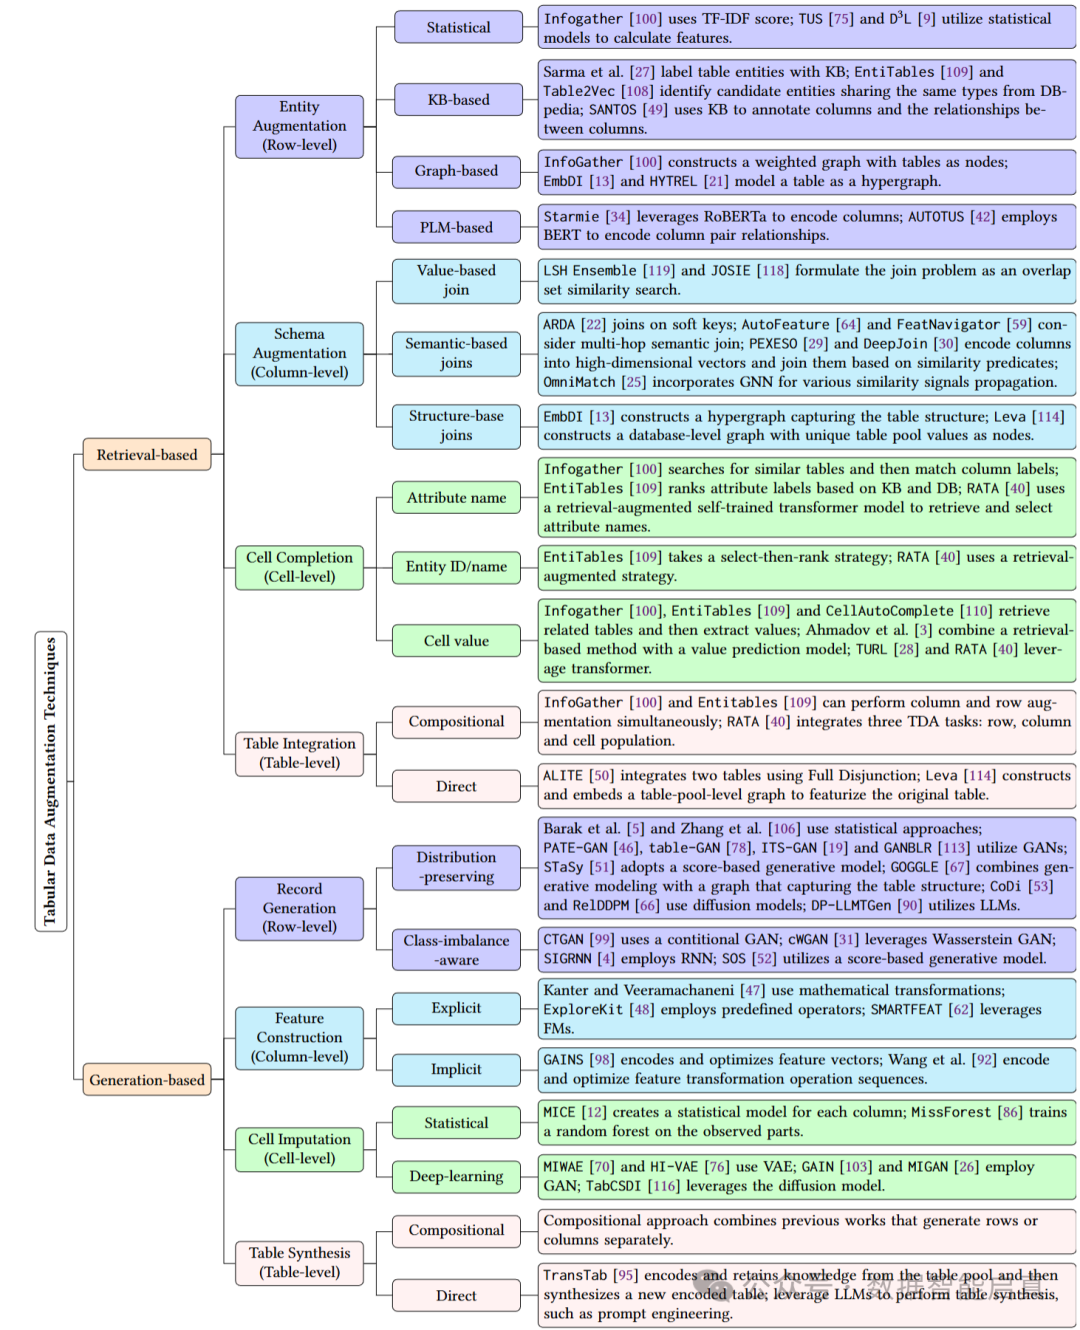 Tabular Data Augmentation Techniques
Retrieval-based
Entity
Augmentation
(Row-level)
Statistical
Infogather [100] uses TF-IDF score; TUS [75] and D³L [9] utilize statistical
models to calculate features.
KB-based
Sarma et al. [27] label table entities with KB; EntiTables [109] and
Table2Vec [108] identify candidate entities sharing the same types from DB-
pedia; SANTOS [49] uses KB to annotate columns and the relationships be-
tween columns.
Graph-based
InfoGather [100] constructs a weighted graph with tables as nodes;
EmbDI [13] and HYTREL [21] model a table as a hypergraph.
PLM-based
Starmie [34] leverages RoBERTa to encode columns; AUTOTUS [42] employs
BERT to encode column pair relationships.
Schema
Augmentation
(Column-level)
Value-based
join
LSH Ensemble [119] and JOSIE [118] formulate the join problem as an overlap
set similarity search.
Semantic-based
joins
ARDA [22] joins on soft keys; AutoFeature [64] and FeatNavigator [59] con-
sider multi-hop semantic join; PEXESO [29] and DeepJoin [30] encode columns
into high-dimensional vectors and join them based on similarity predicates;
OmniMatch [25] incorporates GNN for various similarity signals propagation.
Structure-base
joins
EmbDI [13] constructs a hypergraph capturing the table structure; Leva [114]
constructs a database-level graph with unique table pool values as nodes.
Cell Completion
(Cell-level)
Attribute name
Infogather [100] searches for similar tables and then match column labels;
EntiTables [109] ranks attribute labels based on KB and DB; RATA [40] uses
a retrieval-augmented self-trained transformer model to retrieve and select
attribute names.
Entity ID/name
EntiTables [109] takes a select-then-rank strategy; RATA [40] uses a retrieval-
augmented strategy.
Cell value
Infogather [100], EntiTables [109] and CellAutoComplete [110] retrieve
related tables and then extract values; Ahmadov et al. [3] combine a retrieval-
based method with a value prediction model; TURL [28] and RATA [40] lever-
age transformer.
Table Integration
(Table-level)
Compositional
InfoGather [100] and Entitables [109] can perform column and row aug-
mentation simultaneously; RATA [40] integrates three TDA tasks: row, column
and cell population.
Direct
ALITE [50] integrates two tables using Full Disjunction; Leva [114] constructs
and embeds a table-pool-level graph to featurize the original table.
Generation-based
Record
Generation
(Row-level)
Distribution
-preserving
Barak et al. [5] and Zhang et al. [106] use statistical approaches;
PATE-GAN [46], table-GAN [78], ITS-GAN [19] and GANBLR [113] utilize GANs;
STaSy [51] adopts a score-based generative model; GOGGLE [67] combines gen-
erative modeling with a graph that capturing the table structure; CoDi [53]
and RelDDPM [66] use diffusion models; DP-LLMTGen [90] utilizes LLMs.
Class-imbalance
-aware
CTGAN [99] uses a contitional GAN; cWGAN [31] leverages Wasserstein GAN;
SIGRNN [4] employs RNN; SOS [52] utilizes a score-based generative model.
Feature
Construction
(Column-level)
Explicit
Kanter and Veeramachaneni [47] use mathematical transformations;
ExploreKit [48] employs predefined operators; SMARTFEAT [62] leverages
FMs.
Implicit
GAINS [98] encodes and optimizes feature vectors; Wang et al. [92] encode
and optimize feature transformation operation sequences.
Cell Imputation
(Cell-level)
Statistical
MICE [12] creates a statistical model for each column; MissForest [86] trains
a random forest on the observed parts.
Deep-learning
MIWAE [70] and HI-VAE [76] use VAE; GAIN [103] and MIGAN [26] employ
GAN; TabCSDI [116] leverages the diffusion model.
Table Synthesis
(Table-level)
Compositional
Compositional approach combines previous works that generate rows or
columns separately.
Direct
TransTab [95] encodes and retains knowledge from the table pool and then
synthesizes a new encoded table; leverage LLMs to perform table synthesis,
such as prompt engineering.
公众号 · 数据智能后真